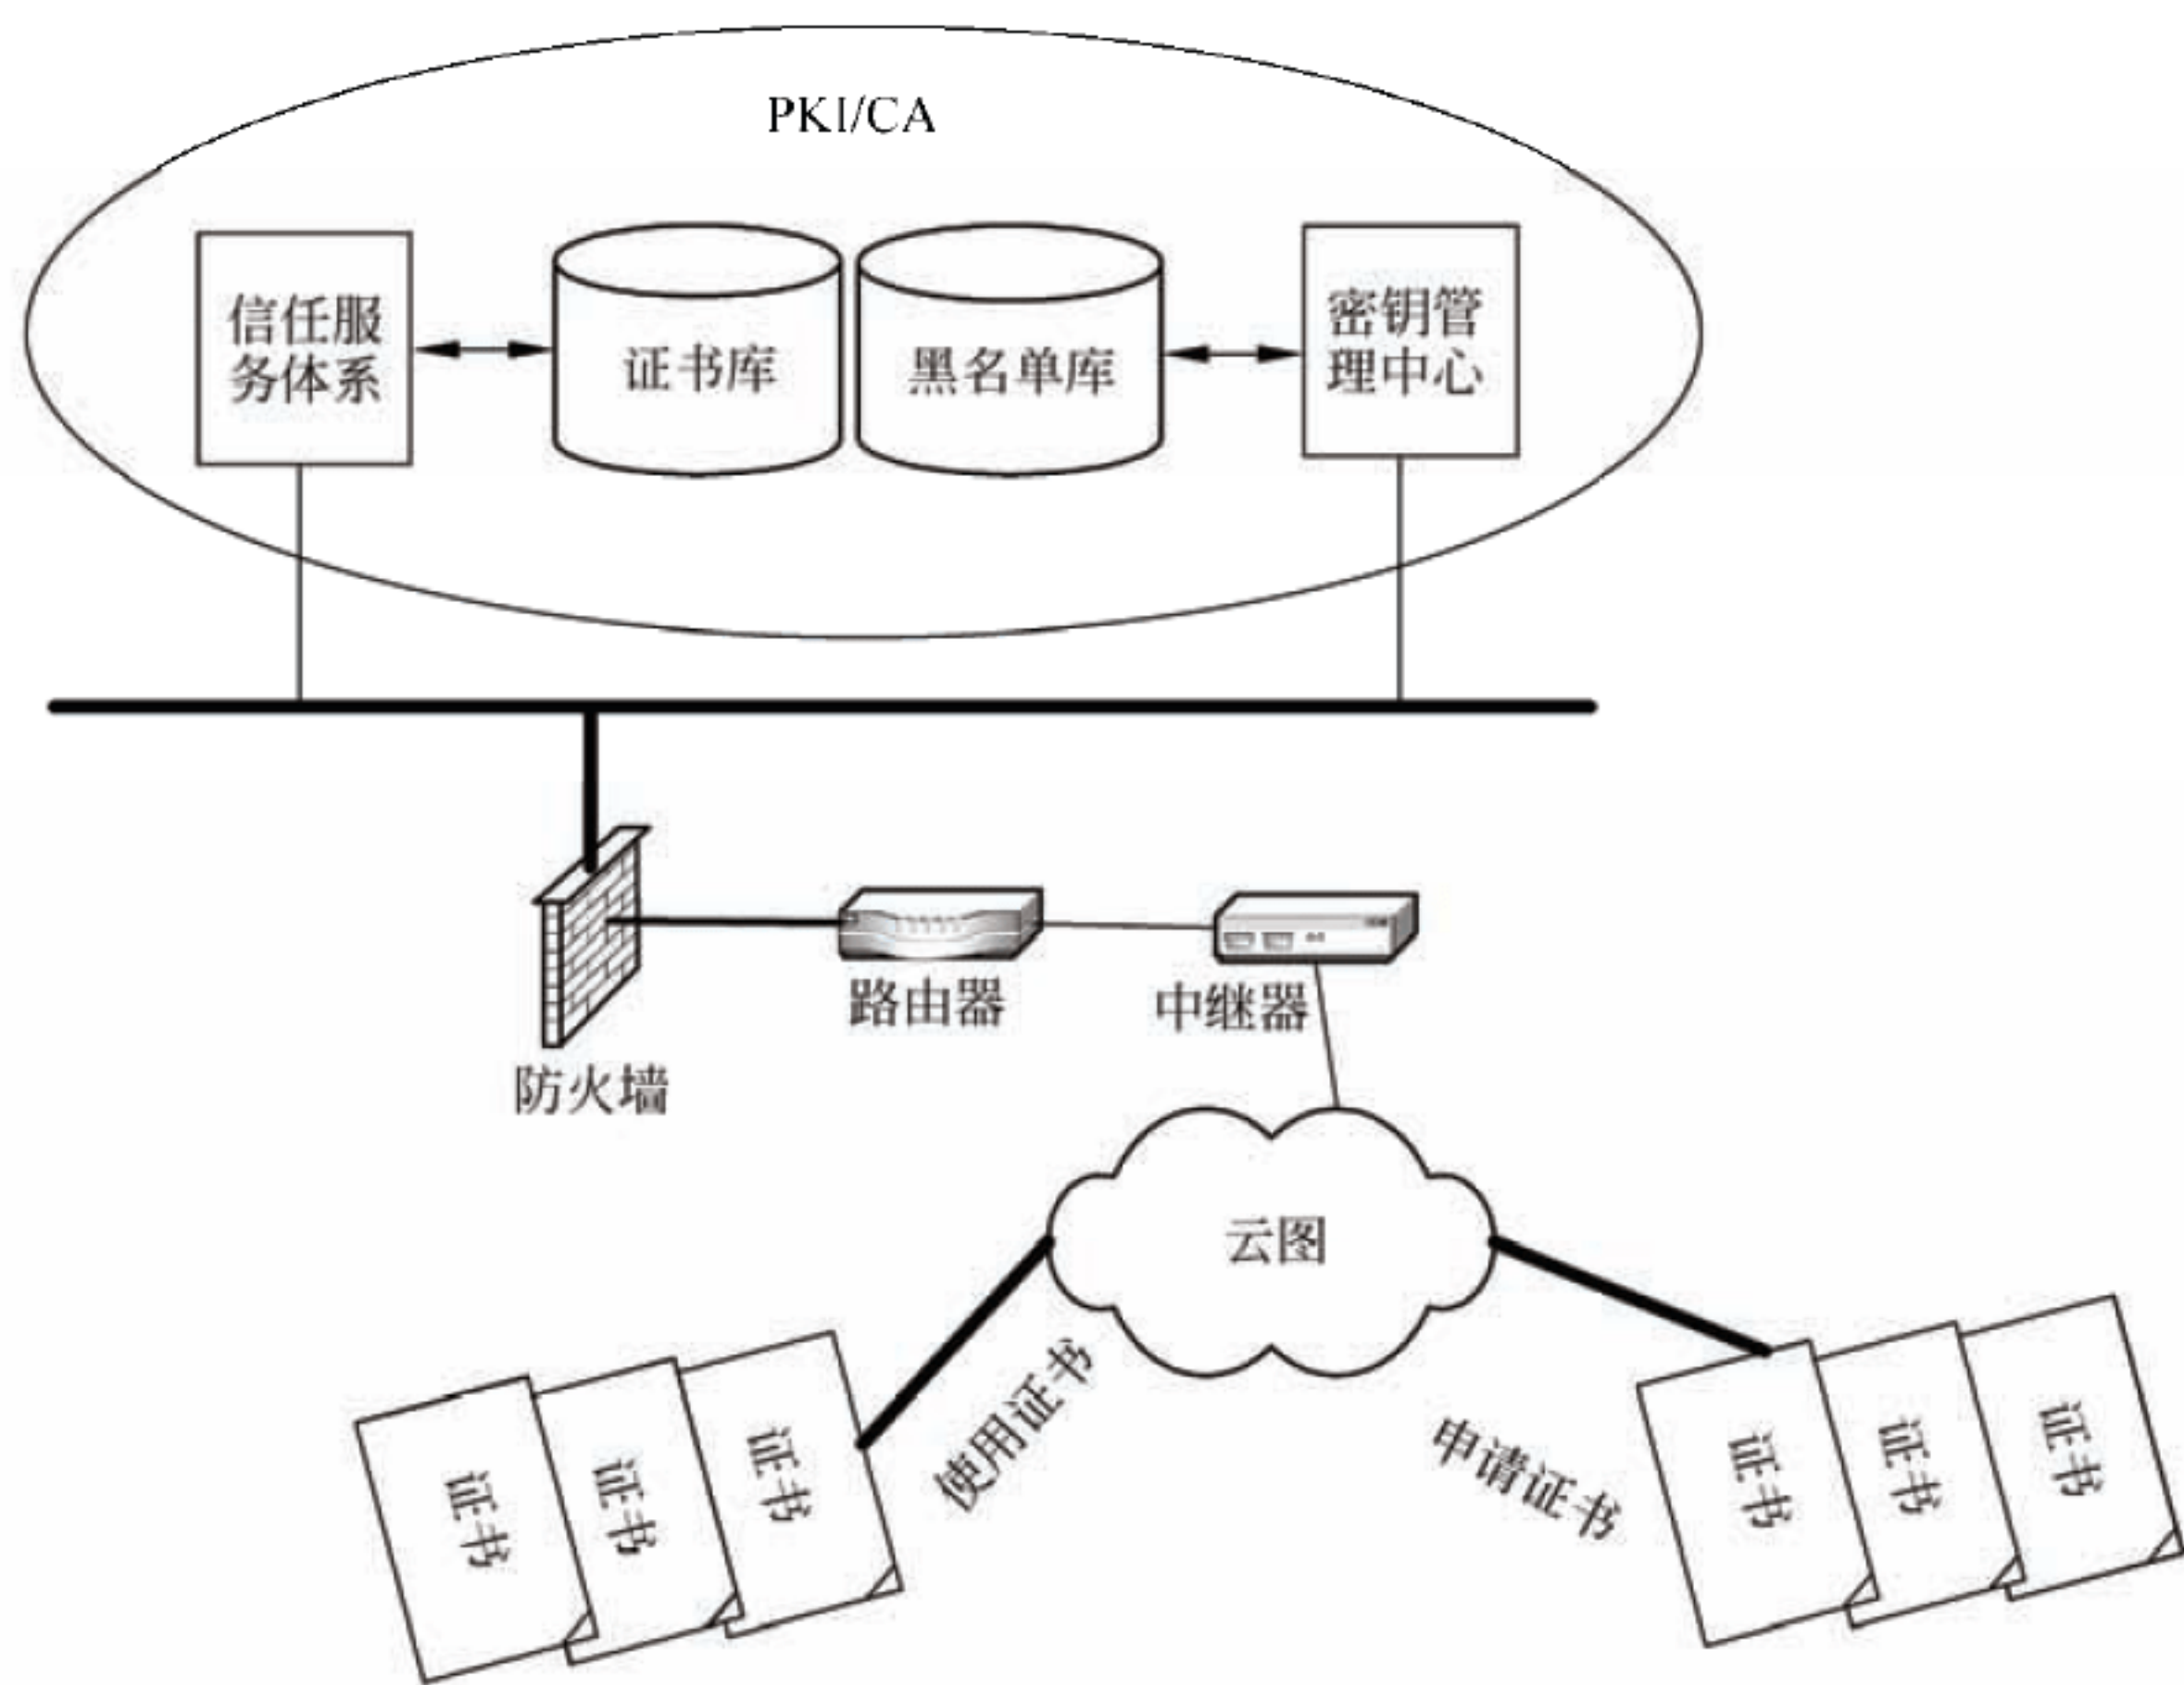 PKI/CA
信任服
务体系
证书库
黑名单库
密钥管
理中心
路由器
中继器
防火墙
云图
使用证书
申请证书
证书
证书
证书
证书
证书
证书